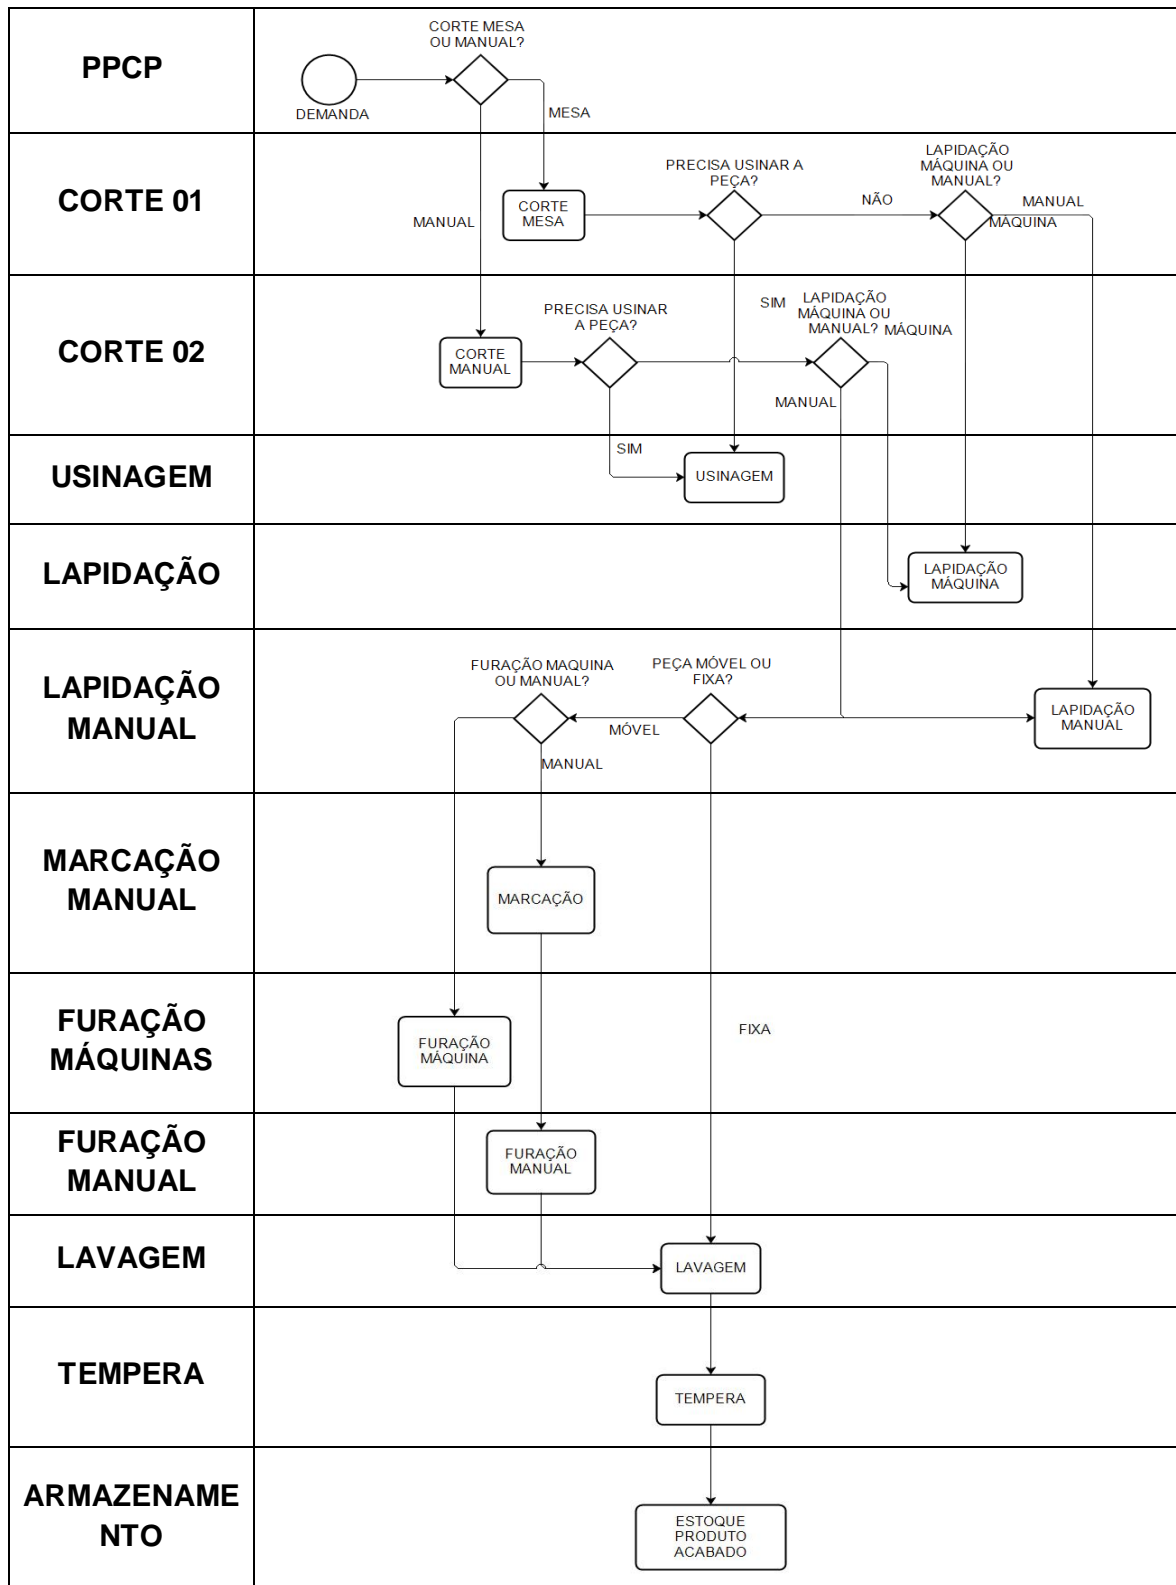 PPCP
CORTE MESA
OU MANUAL?
DEMANDA
MESA
CORTE 01
MANUAL
CORTE
MESA
PRECISA USINAR A
PEÇA?
NÃO
LAPIDAÇÃO
MÁQUINA OU
MANUAL?
MANUAL
MÁQUINA
CORTE 02
CORTE
MANUAL
PRECISA USINAR
A PEÇA?
SIM
LAPIDAÇÃO
MÁQUINA OU
MANUAL?
MÁQUINA
MANUAL
USINAGEM
SIM
USINAGEM
LAPIDAÇÃO
LAPIDAÇÃO
MÁQUINA
LAPIDAÇÃO
MANUAL
FURAÇÃO MAQUINA
OU MANUAL?
PEÇA MÓVEL OU
FIXA?
MÓVEL
MANUAL
LAPIDAÇÃO
MANUAL
MARCAÇÃO
MANUAL
MARCAÇÃO
FURAÇÃO
MÁQUINAS
FURAÇÃO
MÁQUINA
FIXA
FURAÇÃO
MANUAL
FURAÇÃO
MANUAL
LAVAGEM
LAVAGEM
TEMPERA
TEMPERA
ARMAZENAME
NTO
ESTOQUE
PRODUTO
ACABADO